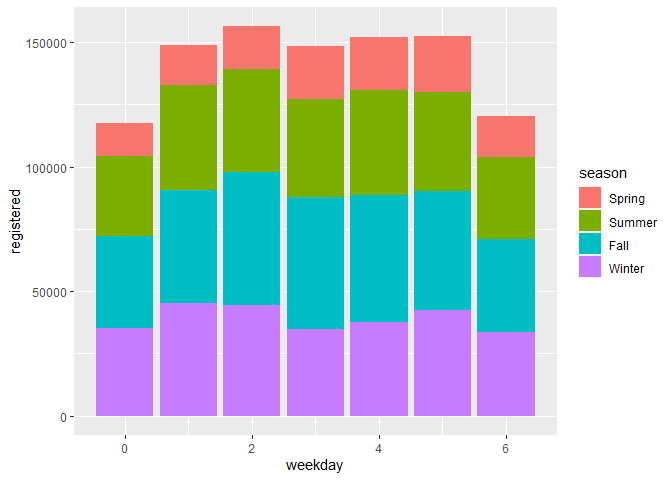 150000
100000
50000
0
registered
0 2 4 6
weekday
season
Spring
Summer
Fall
Winter